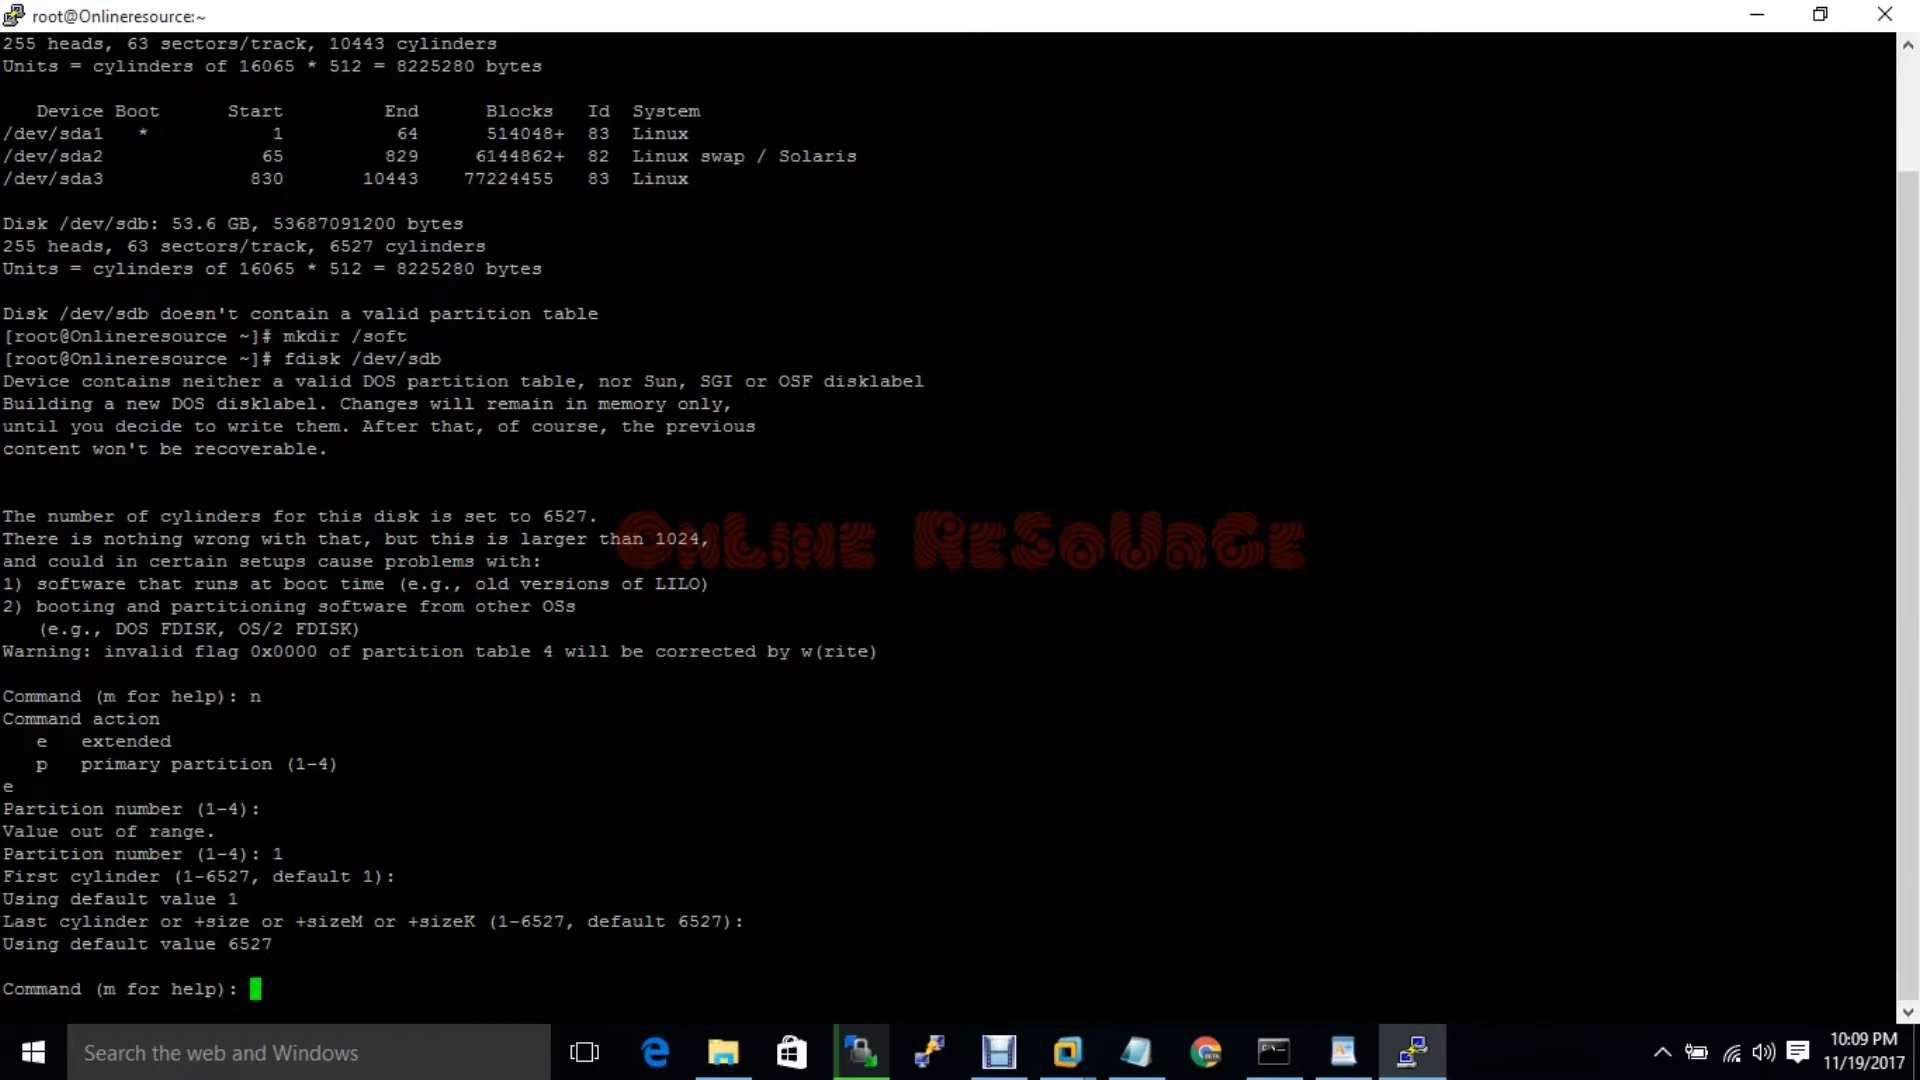 root@Onlineresource:~
255 heads, 63 sectors/track, 10443 cylinders
Units = cylinders of 16065 * 512 = 8225280 bytes
Device Boot Start End Blocks Id System
/dev/sda1 * 1 64 514048+ 83 Linux
/dev/sda2 65 829 6144862+ 82 Linux swap / Solaris
/dev/sda3 830 10443 77224455 83 Linux
Disk /dev/sdb: 53.6 GB, 53687091200 bytes
255 heads, 63 sectors/track, 6527 cylinders
Units = cylinders of 16065 * 512 = 8225280 bytes
Disk /dev/sdb doesn't contain a valid partition table
[root@Onlineresource ~]# mkdir /soft
[root@Onlineresource ~]# fdisk /dev/sdb
Device contains neither a valid DOS partition table, nor Sun, SGI or OSF disklabel
Building a new DOS disklabel. Changes will remain in memory only,
until you decide to write them. After that, of course, the previous
content won't be recoverable.
The number of cylinders for this disk is set to 6527.
There is nothing wrong with that, but this is larger than 1024,
OnLinE ReSoUrCe
and could in certain setups cause problems with:
1) software that runs at boot time (e.g., old versions of LILO)
2) booting and partitioning software from other OSs
(e.g., DOS FDISK, OS/2 FDISK)
Warning: invalid flag 0x0000 of partition table 4 will be corrected by w(rite)
Command (m for help): n
Command action
e extended
p primary partition (1-4)
e
Partition number (1-4):
Value out of range.
Partition number (1-4): 1
First cylinder (1-6527, default 1):
Using default value 1
Last cylinder or +size or +sizeM or +sizeK (1-6527, default 6527):
Using default value 6527
Command (m for help):
Search the web and Windows
10:09 PM
11/19/2017